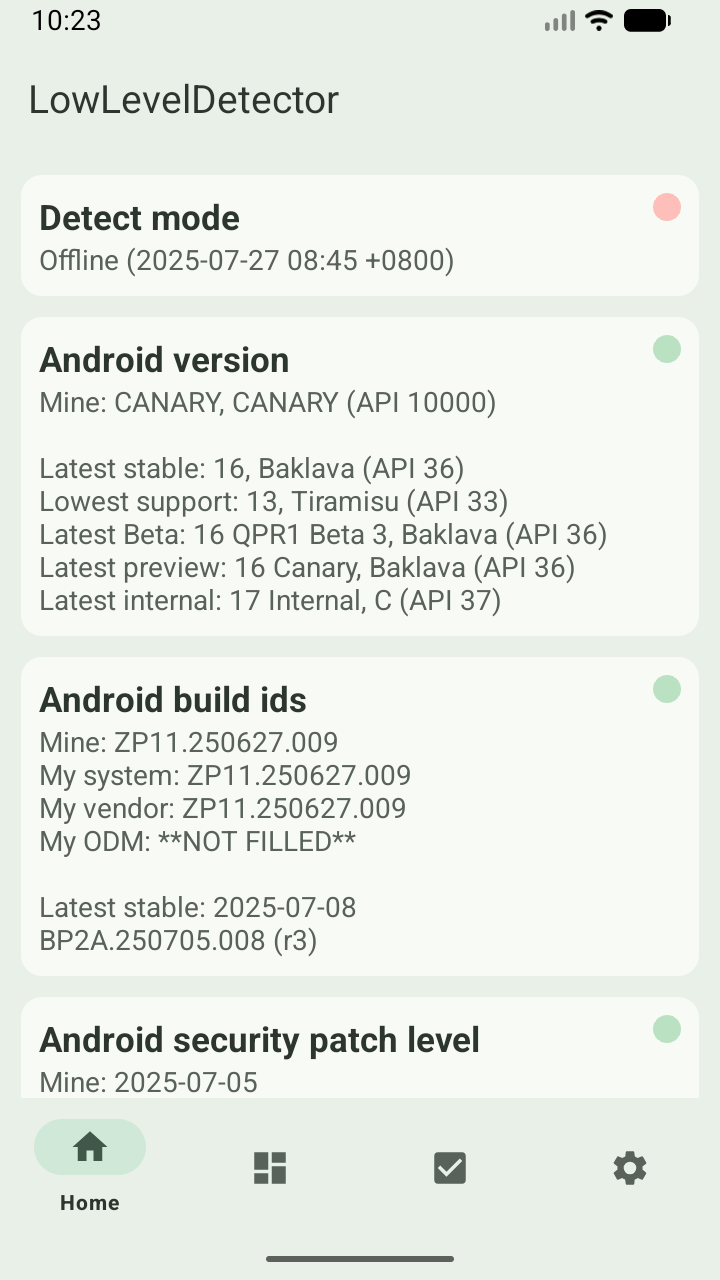 10:23
LowLevelDetector
Detect mode
Offline (2025-07-27 08:45 +0800)
Android version
Mine: CANARY, CANARY (API 10000)
Latest stable: 16, Baklava (API 36)
Lowest support: 13, Tiramisu (API 33)
Latest Beta: 16 QPR1 Beta 3, Baklava (API 36)
Latest preview: 16 Canary, Baklava (API 36)
Latest internal: 17 Internal, C (API 37)
Android build ids
Mine: ZP11.250627.009
My system: ZP11.250627.009
My vendor: ZP11.250627.009
My ODM: **NOT FILLED**
Latest stable: 2025-07-08
BP2A.250705.008 (r3)
Android security patch level
Mine: 2025-07-05
Home